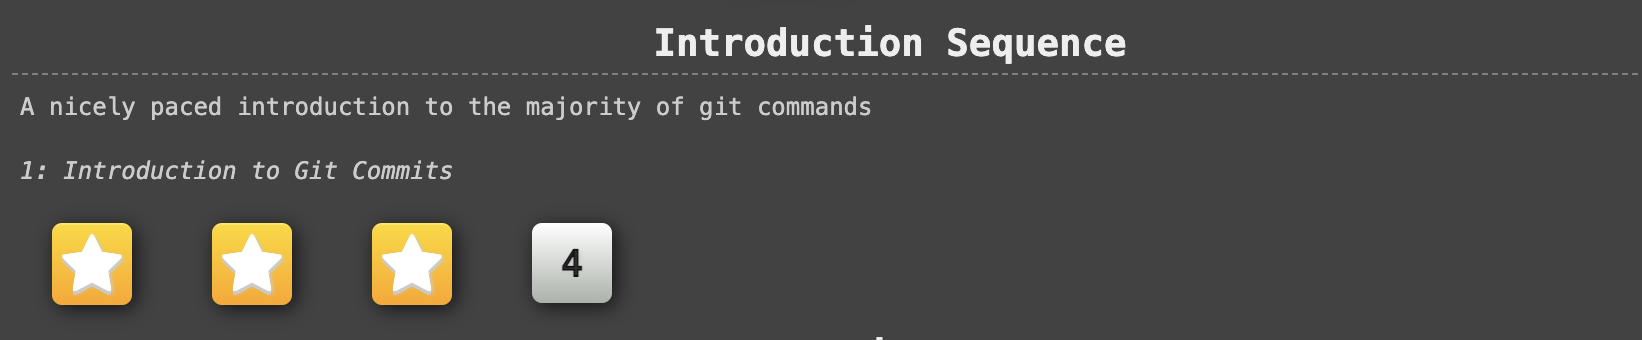 Introduction Sequence
A nicely paced introduction to the majority of git commands
1: Introduction to Git Commits
4